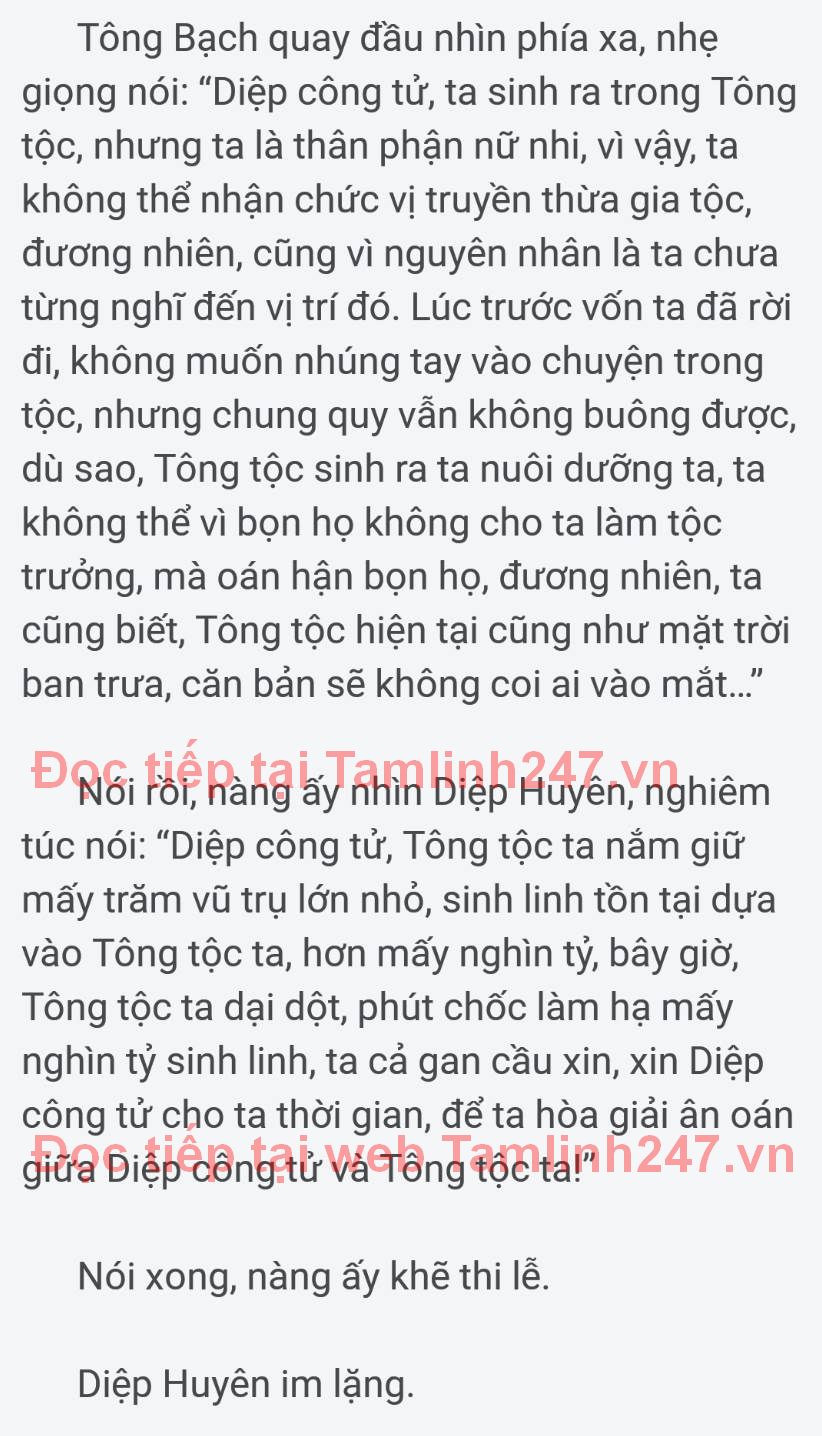 Tông Bạch quay đầu nhìn phía xa, nhẹ
giọng nói: “Diệp công tử, ta sinh ra trong Tông
tộc, nhưng ta là thân phận nữ nhi, vì vậy, ta
không thể nhận chức vị truyền thừa gia tộc,
đương nhiên, cũng vì nguyên nhân là ta chưa
từng nghĩ đến vị trí đó. Lúc trước vốn ta đã rời
đi, không muốn nhúng tay vào chuyện trong
tộc, nhưng chung quy vẫn không buông được,
dù sao, Tông tộc sinh ra ta nuôi dưỡng ta, ta
không thể vì bọn họ không cho ta làm tộc
trưởng, mà oán hận bọn họ, đương nhiên, ta
cũng biết, Tông tộc hiện tại cũng như mặt trời
ban trưa, căn bản sẽ không coi ai vào mắt...”
Đọc tiếp tại Tamlinh247.vn
Nói rồi, nàng ấy nhìn Diệp Huyên, nghiêm
túc nói: “Diệp công tử, Tông tộc ta nắm giữ
mấy trăm vũ trụ lớn nhỏ, sinh linh tồn tại dựa
vào Tông tộc ta, hơn mấy nghìn tỷ, bây giờ,
Tông tộc ta dại dột, phút chốc làm hạ mấy
nghìn tỷ sinh linh, ta cả gan cầu xin, xin Diệp
công tử cho ta thời gian, để ta hòa giải ân oán
Đọc tiếp tại web Tamlinh247.vn
giữa Diệp công tử và Tông tộc ta!”
Nói xong, nàng ấy khẽ thi lễ.
Diệp Huyên im lặng.